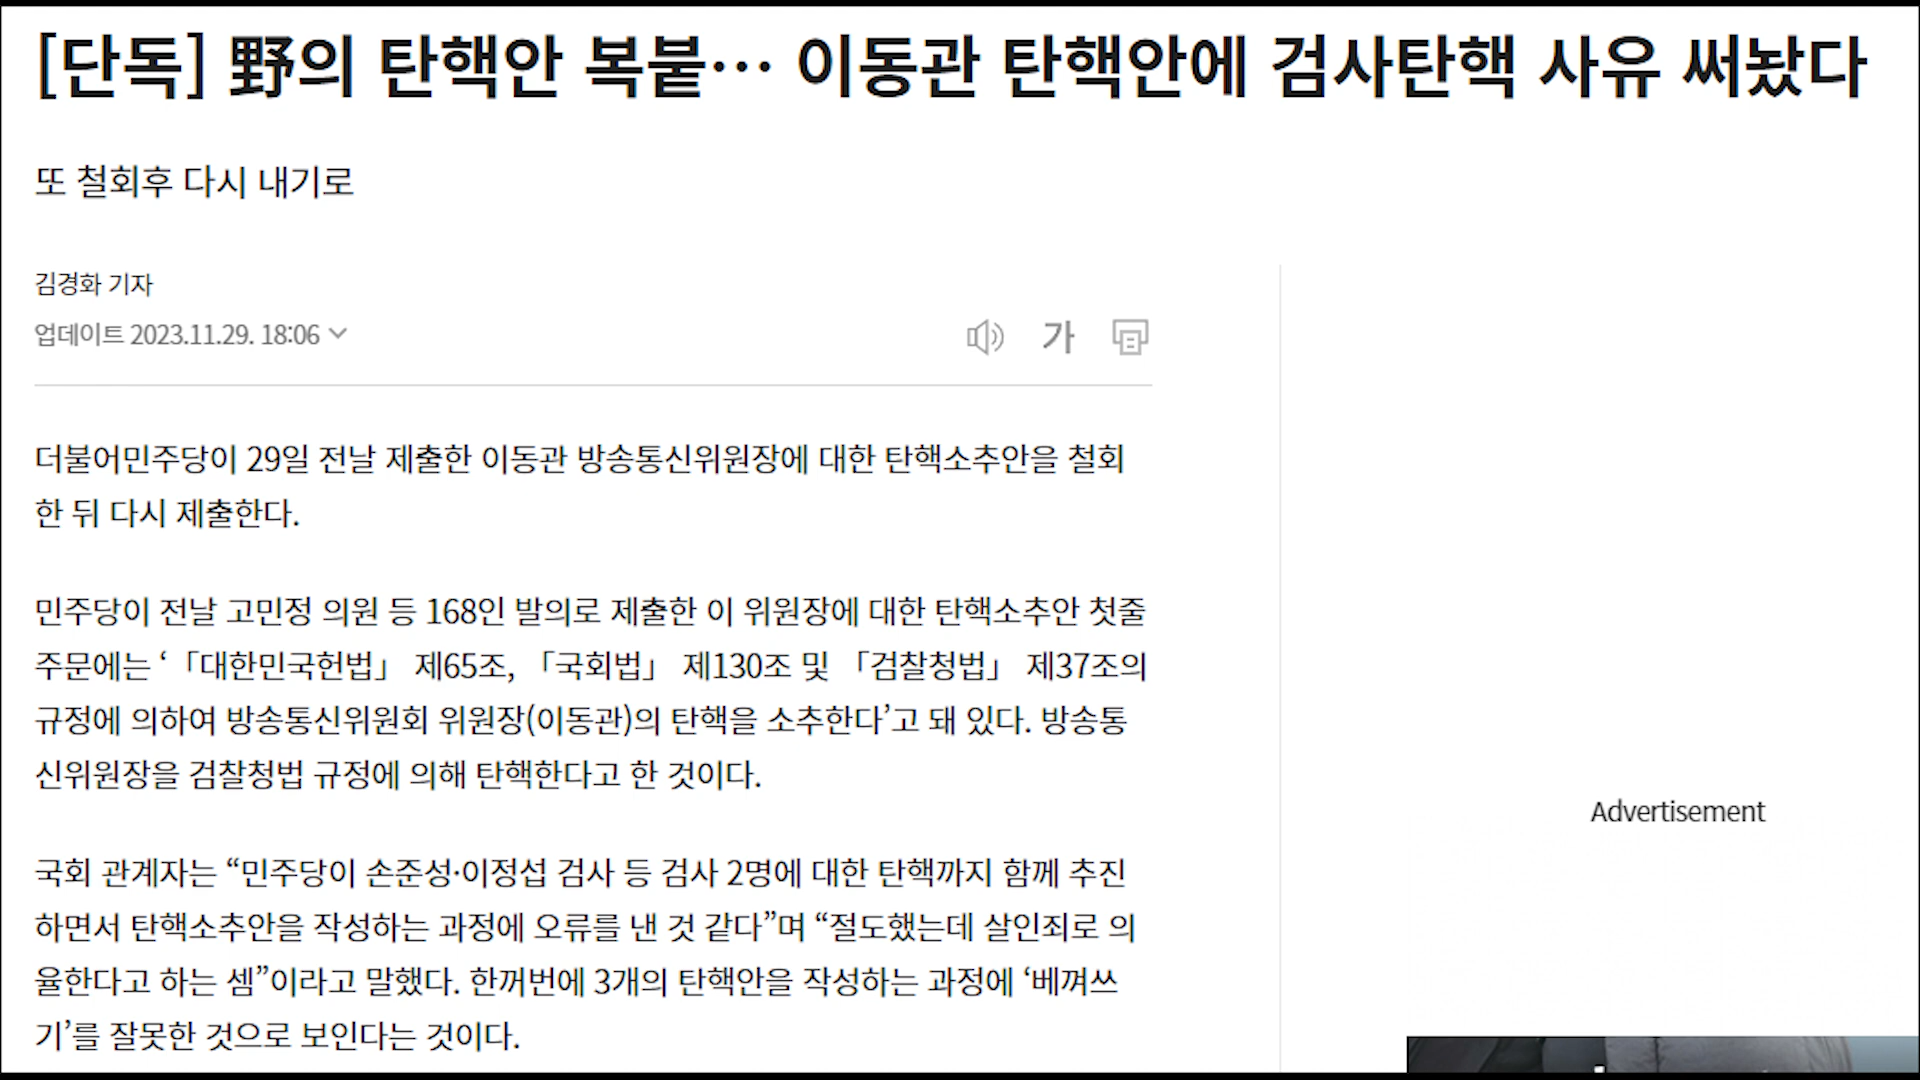 [단독] 野의 탄핵안 복붙… 이동관 탄핵안에 검사탄핵 사유 써놨다
또 철회후 다시 내기로
김경화 기자
업데이트 2023.11.29. 18:06
가
더불어민주당이 29일 전날 제출한 이동관 방송통신위원장에 대한 탄핵소추안을 철회
한 뒤 다시 제출한다.
민주당이 전날 고민정 의원 등 168인 발의로 제출한 이 위원장에 대한 탄핵소추안 첫줄
주문에는 ‘「대한민국헌법」 제65조, 「국회법」 제130조 및 「검찰청법」 제37조의
규정에 의하여 방송통신위원회 위원장(이동관)의 탄핵을 소추한다’고 돼 있다. 방송통
신위원장을 검찰청법 규정에 의해 탄핵한다고 한 것이다.
국회 관계자는 “민주당이 손준성·이정섭 검사 등 검사 2명에 대한 탄핵까지 함께 추진
하면서 탄핵소추안을 작성하는 과정에 오류를 낸 것 같다”며 “절도했는데 살인죄로 의
율한다고 하는 셈”이라고 말했다. 한꺼번에 3개의 탄핵안을 작성하는 과정에 ‘베껴쓰
기’를 잘못한 것으로 보인다는 것이다.
Advertisement